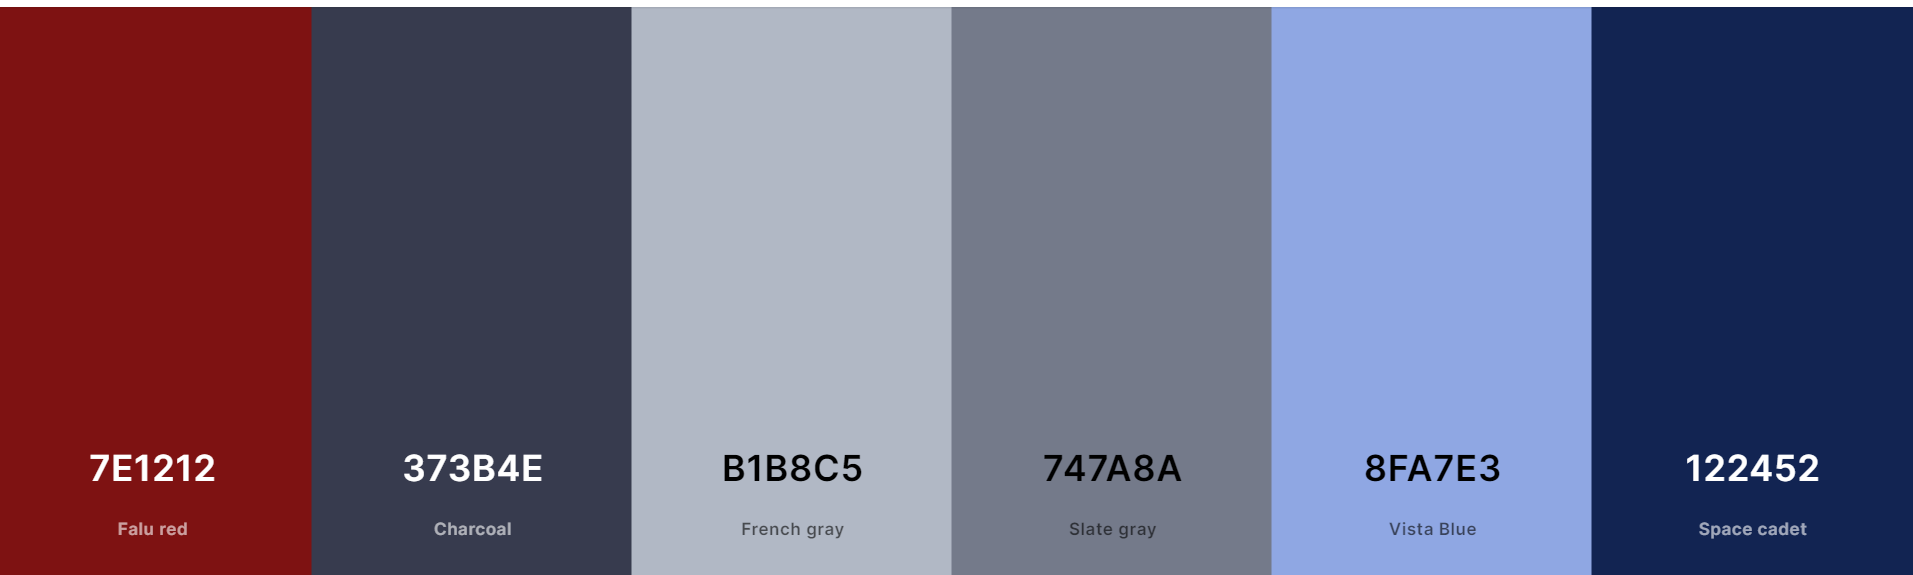 7E1212
Falu red
373B4E
Charcoal
B1B8C5
French gray
747A8A
Slate gray
8FA7E3
Vista Blue
122452
Space cadet